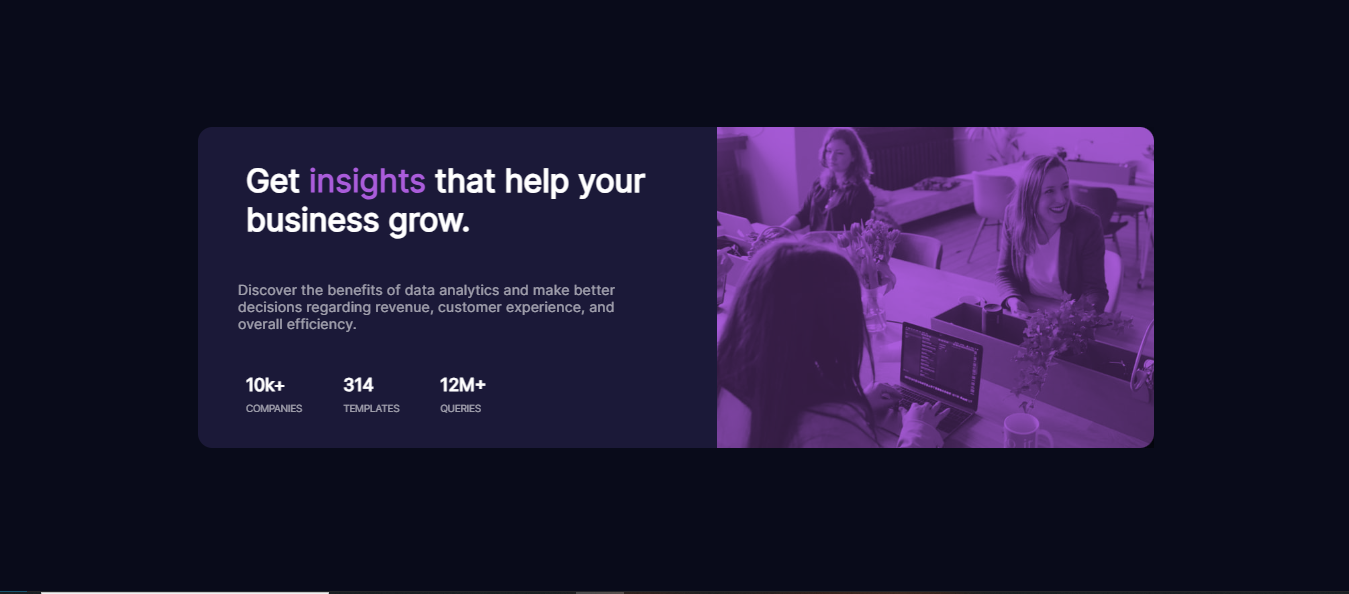 Get insights that help your
business grow.
Discover the benefits of data analytics and make better
decisions regarding revenue, customer experience, and
overall efficiency.
10k+ 314 12M+
COMPANIES TEMPLATES QUERIES